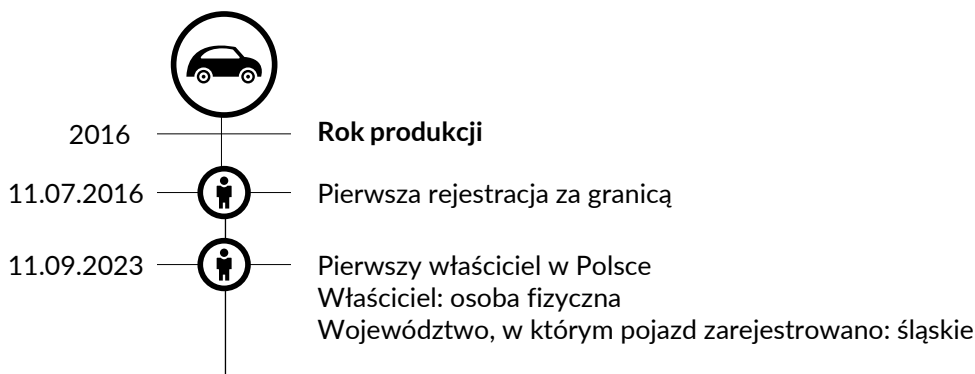 2016 Rok produkcji
11.07.2016 Pierwsza rejestracja za granicą
11.09.2023 Pierwszy właściciel w Polsce
Właściciel: osoba fizyczna
Województwo, w którym pojazd zarejestrowano: śląskie